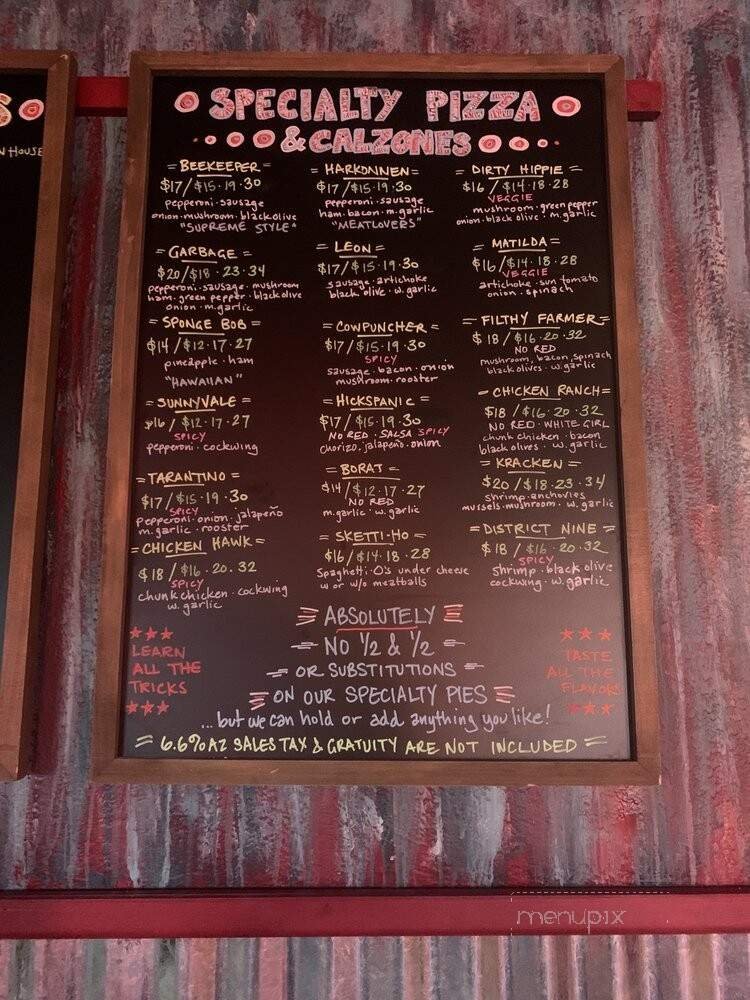 S
N HOUSE
SPECIALTY PIZZA
& CALZONES
= BEEKEEPER =
$17/$15.19.30
pepperoni . sausage
onion . mushroom . black olive
"SUPREME STYLE"
= GARBAGE =
$20/$18 . 23.34
pepperoni . sausage . mushroom
ham . green pepper . black olive
onion . m.garlic
= SPONGE BOB =
$14/$12.17.27
pineapple . ham
"HAWAIIAN"
= SUNNYVALE =
$16/$12.17.27
SPICY
pepperoni . cockwing
= TARANTINO =
$17/$15.19.30
SPICY
pepperoni . onion . jalapeño
m. garlic . rooster
= CHICKEN HAWK =
$18/$16.20.32
SPICY
chunk chicken . cockwing
w. garlic
= HARKONNEN =
$17/$15.19.30
pepperoni . sausage
ham . bacon . m. garlic
"MEATLOVERS"
= LEON =
$17/$15.19.30
sausage . artichoke
black olive . w. garlic
= COWPUNCHER =
$17/$15.19.30
SPICY
sausage . bacon . onion
mushroom . rooster
= HICKSPANIC =
$17/$15.19.30
NO RED . SALSA SPICY
chorizo . jalapeño . onion
= BORAT =
$14/$12.17.27
NO RED
m. garlic . w. garlic
= SKETTI-HO =
$16/$14.18.28
Spaghetti-O's under cheese
w or w/o meatballs
= DIRTY HIPPIE =
$16/$14.18.28
VEGGIE
mushroom . green pepper
onion . black olive . m. garlic
= MATILDA =
$16/$14.18.28
VEGGIE
artichoke . sun tomato
onion . spinach
= FILTHY FARMER =
$18/$16.20.32
NO RED
mushroom, bacon, spinach
black olives . w. garlic
- CHICKEN RANCH =
$18/$16.20.32
NO RED . WHITE GIRL
chunk chicken . bacon
black olives . w. garlic
= KRACKEN =
$20/$18.23.34
shrimp . anchovies
mussels . mushroom . w. garlic
= DISTRICT NINE =
$18/$16.20.32
SPICY
shrimp . black olive
cockwing . w. garlic
ABSOLUTELY
NO ½ & ½
OR SUBSTITUTIONS
ON OUR SPECIALTY PIES
...but we can hold or add anything you like!
= 6.6% AZ SALES TAX & GRATUITY ARE NOT INCLUDED =
LEARN
ALL THE
TRICKS
TASTE
ALL THE
FLAVORS
menupix